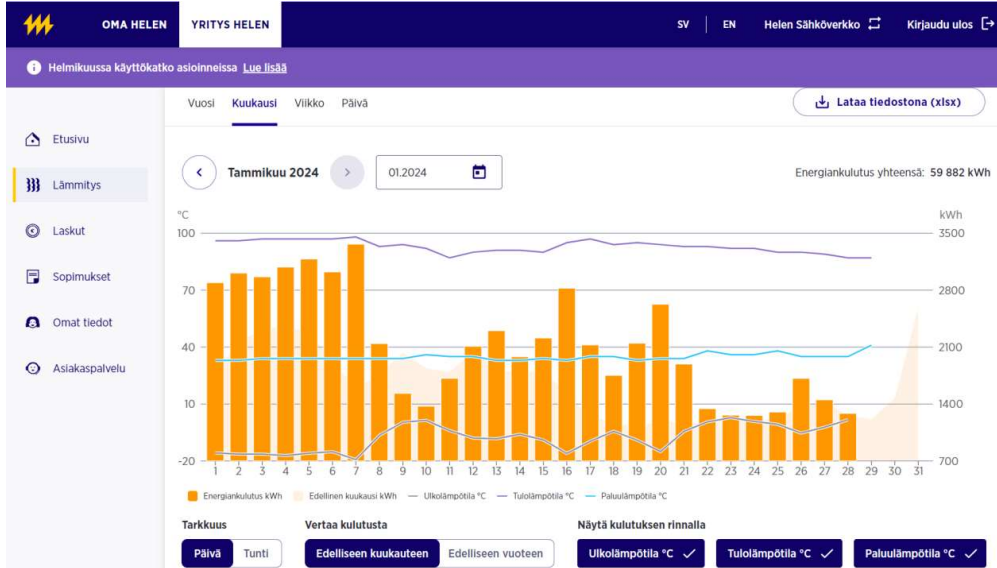 OMA HELEN YRITYS HELEN SV EN Helen Sähköverkko Kirjaudu ulos
Helmikuussa käyttökatko asioinneissa Lue lisää
Vuosi Kuukausi Viikko Päivä Lataa tiedostona (xlsx)
Etusivu
Lämmitys
Laskut
Sopimukset
Omat tiedot
Asiakaspalvelu
Tammikuu 2024 01.2024 Energiankulutus yhteensä: 59 882 kWh
°C kWh
100 3500
70 2800
40 2100
10 1400
-20 700
1 2 3 4 5 6 7 8 9 10 11 12 13 14 15 16 17 18 19 20 21 22 23 24 25 26 27 28 29 30 31
Energiankulutus kWh Edellinen kuukausi kWh Ulkolämpötila °C Tulolämpötila °C Paluulämpötila °C
Tarkkuus Vertaa kulutusta Näytä kulutuksen rinnalla
Päivä Tunti Edelliseen kuukauteen Edelliseen vuoteen Ulkolämpötila °C Tulolämpötila °C Paluulämpötila °C